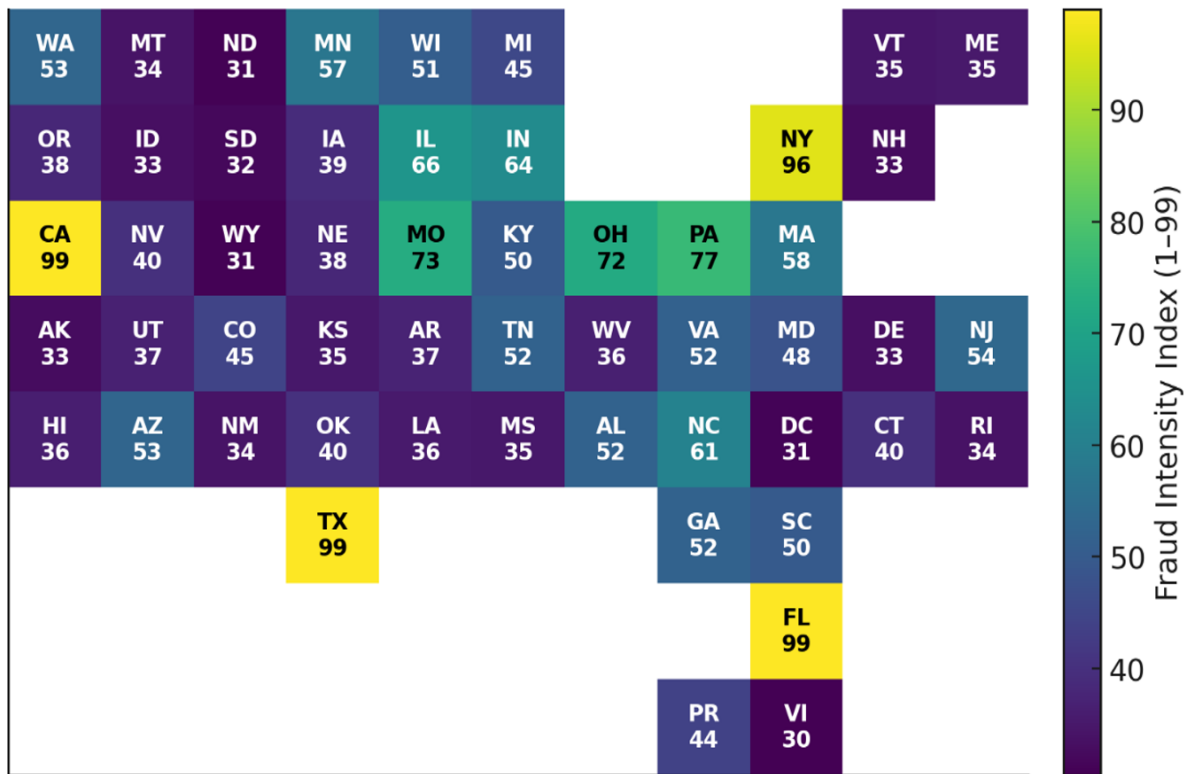 WA MT ND MN WI MI VT ME
53 34 31 57 51 45 35 35
OR ID SD IA IL IN NY NH
38 33 32 39 66 64 96 33
CA NV WY NE MO KY OH PA MA
99 40 31 38 73 50 72 77 58
AK UT CO KS AR TN WV VA MD DE NJ
33 37 45 35 37 52 36 52 48 33 54
HI AZ NM OK LA MS AL NC DC CT RI
36 53 34 40 36 35 52 61 31 40 34
TX GA SC
99 52 50
FL
99
PR VI
44 30
90
80
70
60
50
40
Fraud Intensity Index (1–99)